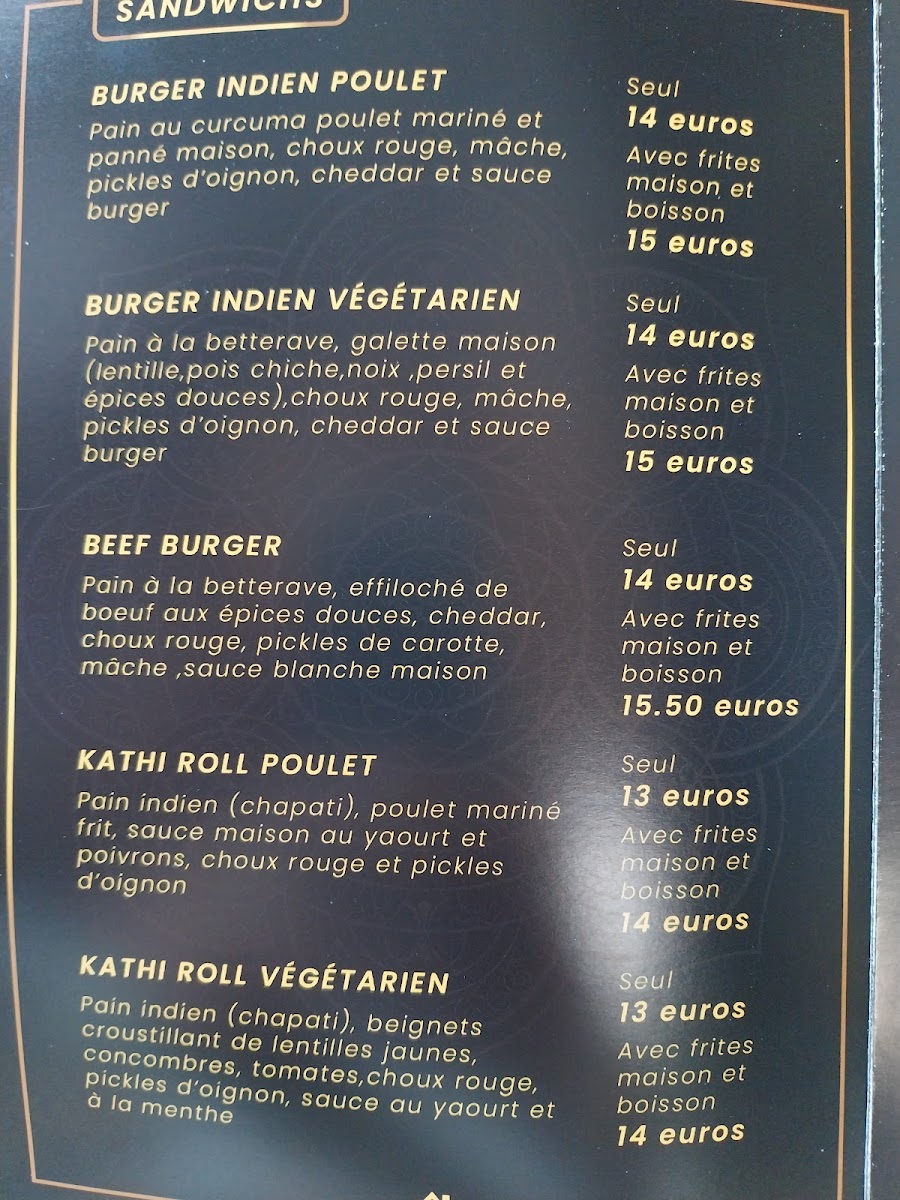 SANDWICHS
BURGER INDIEN POULET
Pain au curcuma poulet mariné et
panné maison, choux rouge, mâche,
pickles d'oignon, cheddar et sauce
burger
Seul
14 euros
Avec frites
maison et
boisson
15 euros
BURGER INDIEN VÉGÉTARIEN
Pain à la betterave, galette maison
(lentille,pois chiche,noix ,persil et
épices douces),choux rouge, mâche,
pickles d'oignon, cheddar et sauce
burger
Seul
14 euros
Avec frites
maison et
boisson
15 euros
BEEF BURGER
Pain à la betterave, effiloché de
boeuf aux épices douces, cheddar,
choux rouge, pickles de carotte,
mâche ,sauce blanche maison
Seul
14 euros
Avec frites
maison et
boisson
15.50 euros
KATHI ROLL POULET
Pain indien (chapati), poulet mariné
frit, sauce maison au yaourt et
poivrons, choux rouge et pickles
d'oignon
Seul
13 euros
Avec frites
maison et
boisson
14 euros
KATHI ROLL VÉGÉTARIEN
Pain indien (chapati), beignets
croustillant de lentilles jaunes,
concombres, tomates,choux rouge,
pickles d'oignon, sauce au yaourt et
à la menthe
Seul
13 euros
Avec frites
maison et
boisson
14 euros